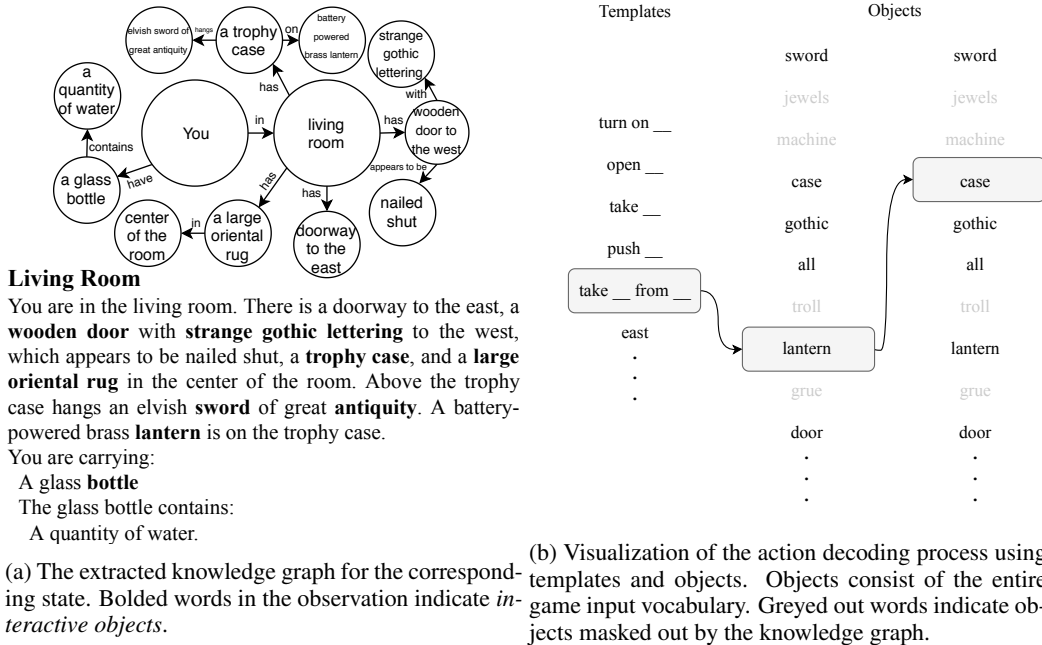 elvish sword of
great antiquity
hangs
a trophy
case
on
battery
powered
brass lantern
strange
gothic
lettering
a
quantity
of water
has
with
You
in
living
room
has
wooden
door to
the west
contains
appears to be
a glass
bottle
have
has
has
nailed
shut
center
of the
room
in
a large
oriental
rug
doorway
to the
east
Living Room
You are in the living room. There is a doorway to the east, a
wooden door with strange gothic lettering to the west,
which appears to be nailed shut, a trophy case, and a large
oriental rug in the center of the room. Above the trophy
case hangs an elvish sword of great antiquity. A battery-
powered brass lantern is on the trophy case.
You are carrying:
A glass bottle
The glass bottle contains:
A quantity of water.
(a) The extracted knowledge graph for the correspond-
ing state. Bolded words in the observation indicate in-
teractive objects.
Templates
Objects
turn on __
open __
take __
push __
take __ from __
east
.
.
.
sword
jewels
machine
case
gothic
all
troll
lantern
grue
door
.
.
.
sword
jewels
machine
case
gothic
all
troll
lantern
grue
door
.
.
.
(b) Visualization of the action decoding process using
templates and objects. Objects consist of the entire
game input vocabulary. Greyed out words indicate ob-
jects masked out by the knowledge graph.